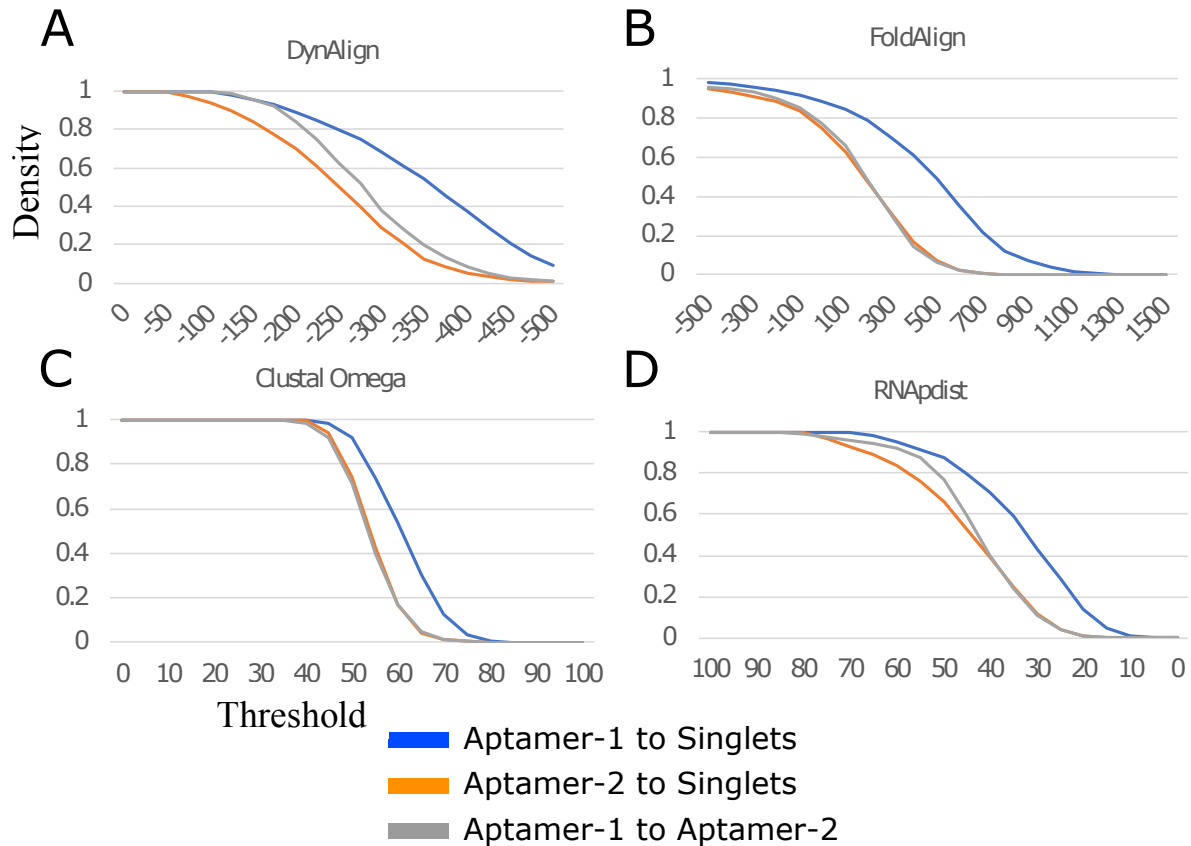 A
DynAlign
1
0.8
0.6
0.4
0.2
0
Density
0 -50 -100 -150 -200 -250 -300 -350 -400 -450 -500
B
FoldAlign
1
0.8
0.6
0.4
0.2
0
-500 -300 -100 100 300 500 700 900 1100 1300 1500
C
Clustal Omega
1
0.8
0.6
0.4
0.2
0
0 10 20 30 40 50 60 70 80 90 100
Threshold
D
RNApdist
1
0.8
0.6
0.4
0.2
0
100 90 80 70 60 50 40 30 20 10 0
Aptamer-1 to Singlets
Aptamer-2 to Singlets
Aptamer-1 to Aptamer-2